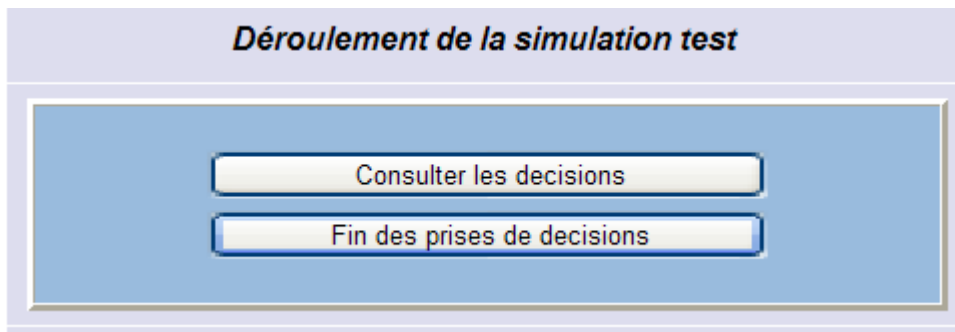 Déroulement de la simulation test
Consulter les decisions
Fin des prises de decisions